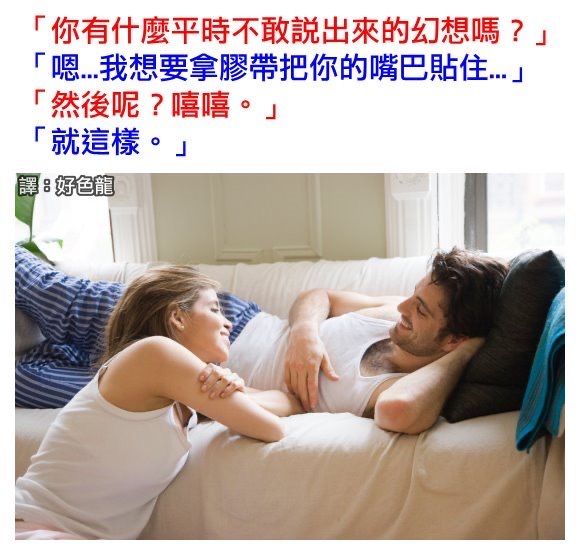 「你有什麼平時不敢説出來的幻想嗎？」
「嗯...我想要拿膠帶把你的嘴巴貼住...」
「然後呢？嘻嘻。」
「就這樣。」
譯：好色龍